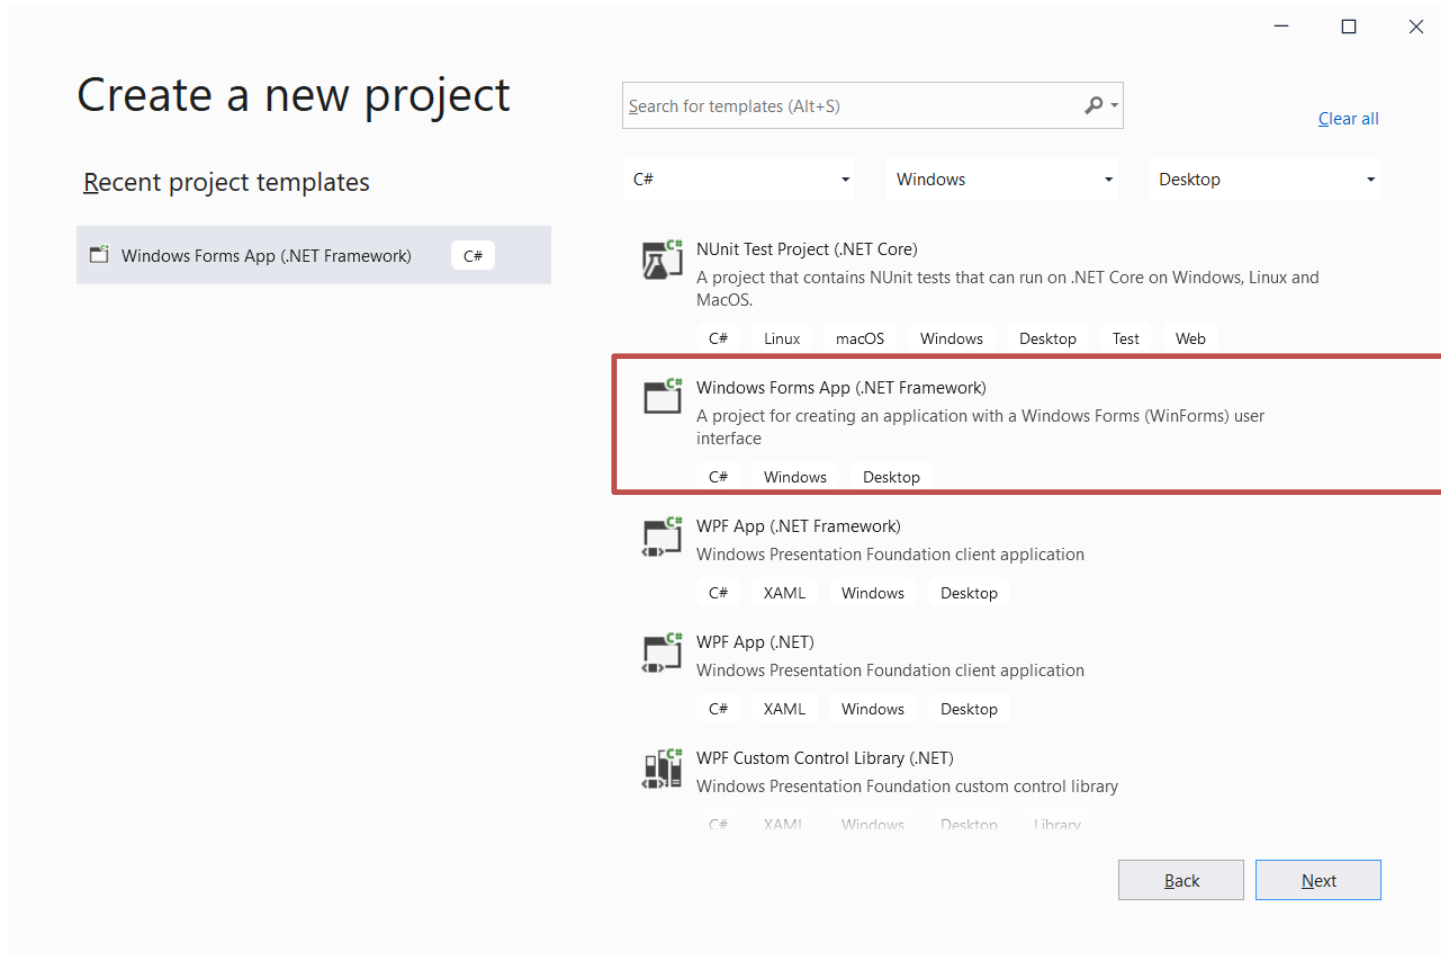 Create a new project
Search for templates (Alt+S)
Clear all
Recent project templates
C#
Windows
Desktop
Windows Forms App (.NET Framework) C#
NUnit Test Project (.NET Core)
A project that contains NUnit tests that can run on .NET Core on Windows, Linux and
MacOS.
C# Linux macOS Windows Desktop Test Web
Windows Forms App (.NET Framework)
A project for creating an application with a Windows Forms (WinForms) user
interface
C# Windows Desktop
WPF App (.NET Framework)
Windows Presentation Foundation client application
C# XAML Windows Desktop
WPF App (.NET)
Windows Presentation Foundation client application
C# XAML Windows Desktop
WPF Custom Control Library (.NET)
Windows Presentation Foundation custom control library
C# XAML Windows Desktop Library
Back Next